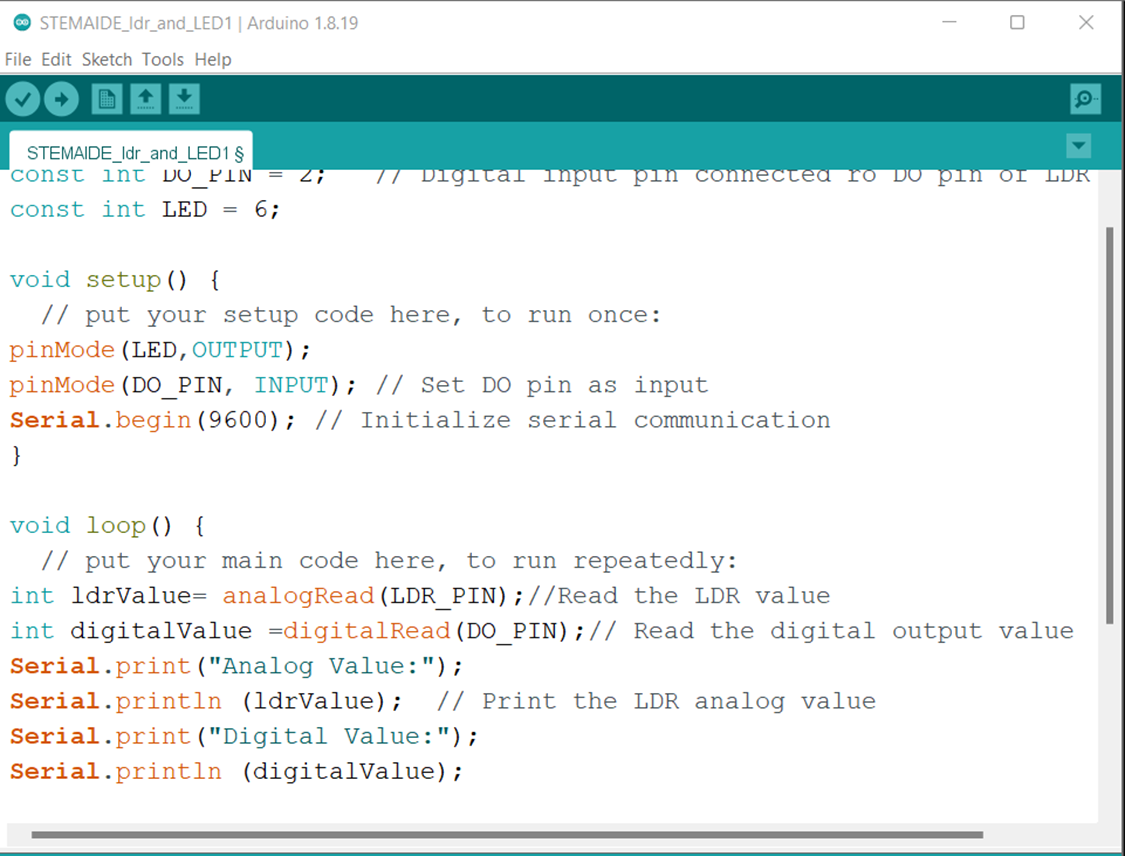 STEMAIDE_ldr_and_LED1 | Arduino 1.8.19
File Edit Sketch Tools Help
STEMAIDE_ldr_and_LED1 §
const int DO_PIN = 2;   // Digital input pin connected ro DO pin of LDR
const int LED = 6;
void setup() {
  // put your setup code here, to run once:
pinMode(LED,OUTPUT);
pinMode(DO_PIN, INPUT); // Set DO pin as input
Serial.begin(9600); // Initialize serial communication
}
void loop() {
  // put your main code here, to run repeatedly:
int ldrValue= analogRead(LDR_PIN);//Read the LDR value
int digitalValue =digitalRead(DO_PIN);// Read the digital output value
Serial.print("Analog Value:");
Serial.println (ldrValue);  // Print the LDR analog value
Serial.print("Digital Value:");
Serial.println (digitalValue);